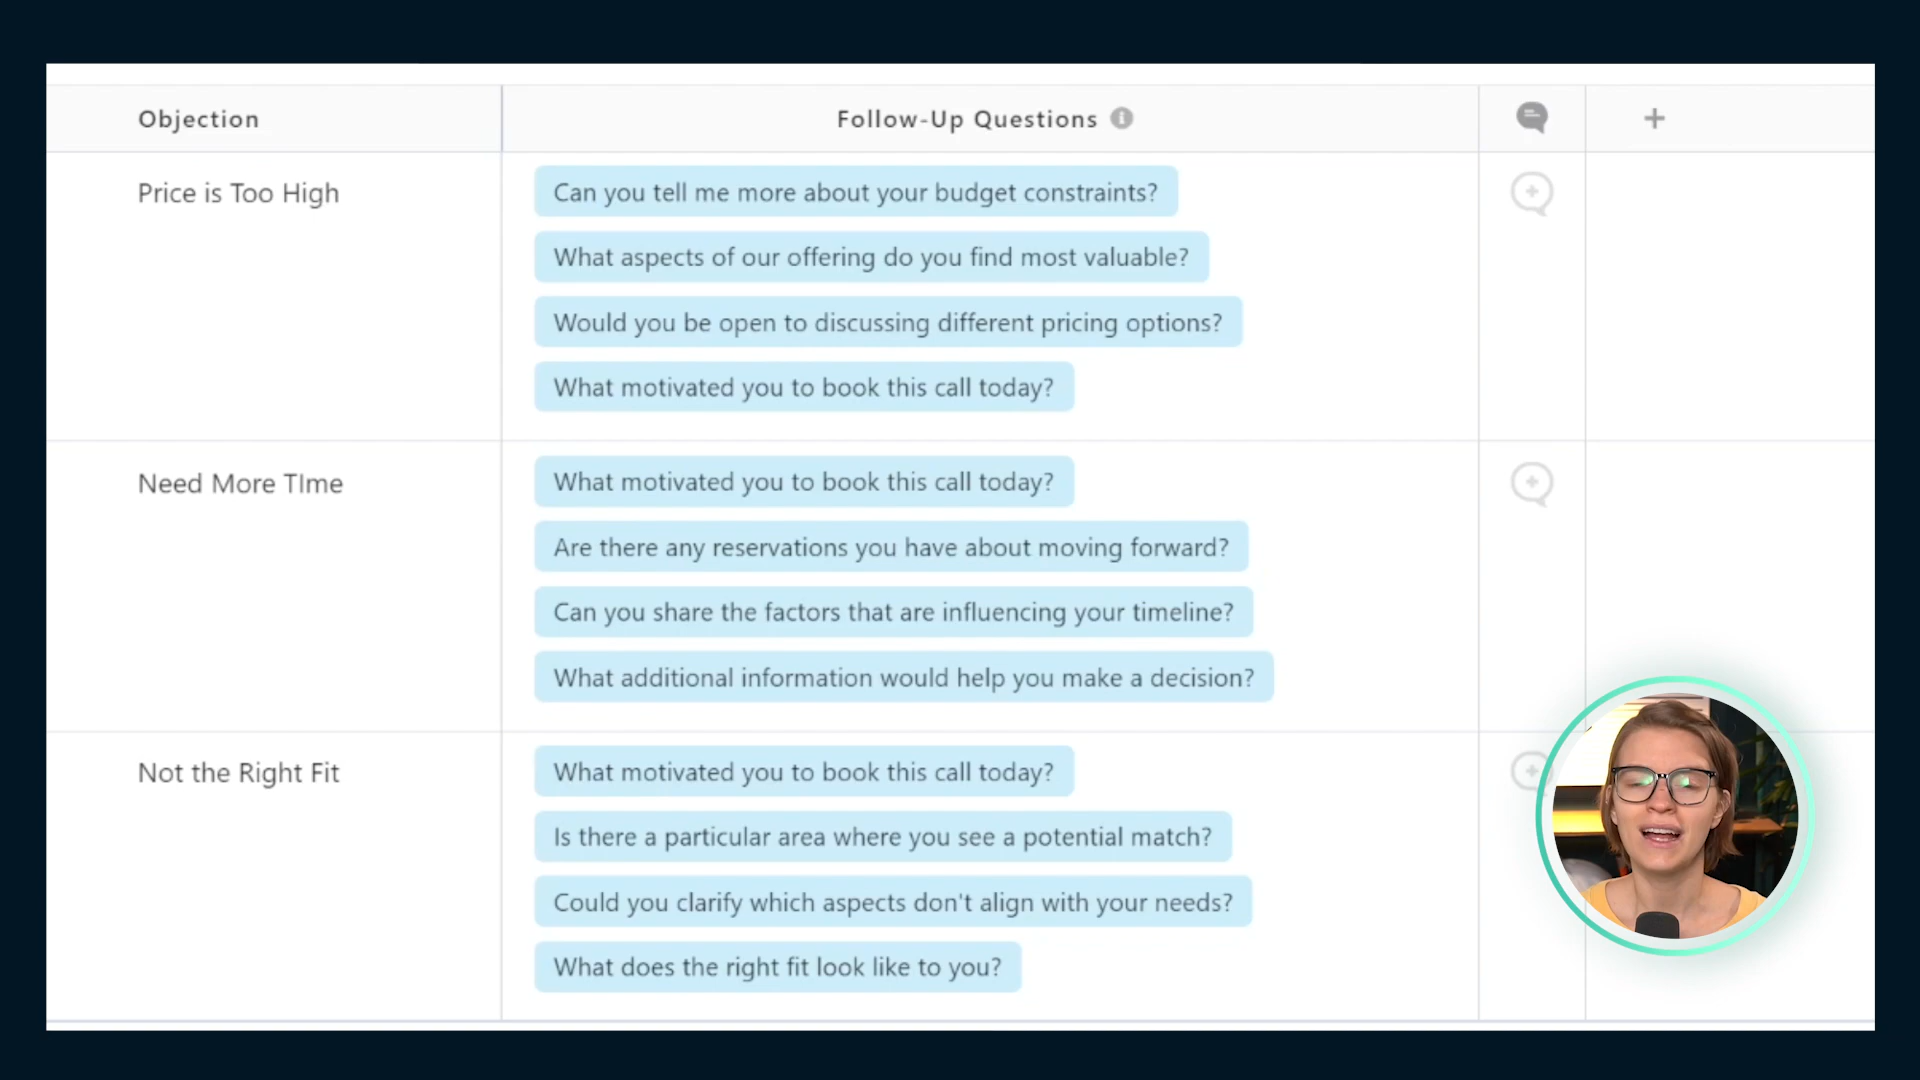 Objection
Follow-Up Questions
Price is Too High
Can you tell me more about your budget constraints?
What aspects of our offering do you find most valuable?
Would you be open to discussing different pricing options?
What motivated you to book this call today?
Need More TIme
What motivated you to book this call today?
Are there any reservations you have about moving forward?
Can you share the factors that are influencing your timeline?
What additional information would help you make a decision?
Not the Right Fit
What motivated you to book this call today?
Is there a particular area where you see a potential match?
Could you clarify which aspects don't align with your needs?
What does the right fit look like to you?